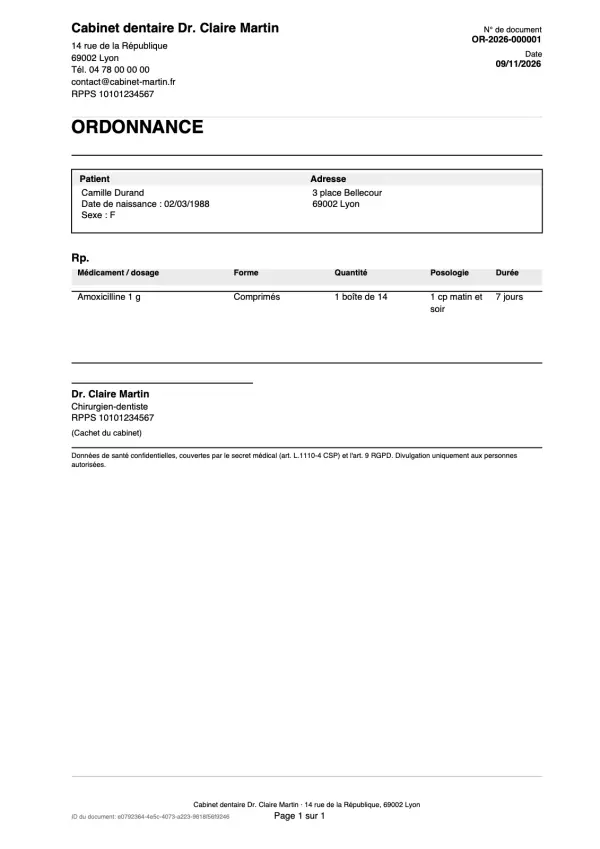 Cabinet dentaire Dr. Claire Martin
14 rue de la République
69002 Lyon
Tél. 04 78 00 00 00
contact@cabinet-martin.fr
RPPS 10101234567
N° de document
OR-2026-000001
Date
09/11/2026
ORDONNANCE
Patient Adresse
Camille Durand 3 place Bellecour
Date de naissance : 02/03/1988 69002 Lyon
Sexe : F
Rp.
Médicament / dosage Forme Quantité Posologie Durée
Amoxicilline 1 g Comprimés 1 boîte de 14 1 cp matin et 7 jours
soir
Dr. Claire Martin
Chirurgien-dentiste
RPPS 10101234567
(Cachet du cabinet)
Données de santé confidentielles, couvertes par le secret médical (art. L.1110-4 CSP) et l'art. 9 RGPD. Divulgation uniquement aux personnes
autorisées.
Cabinet dentaire Dr. Claire Martin · 14 rue de la République, 69002 Lyon
ID du document: Page 1 sur 1